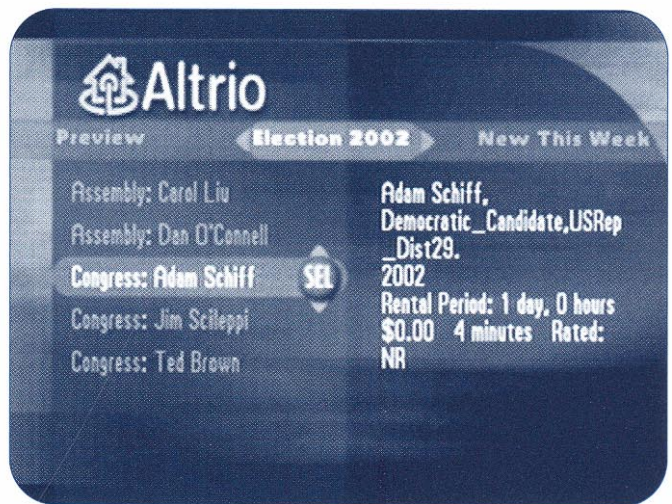 Altrio
Preview
Election 2002
New This Week
Assembly: Carol Liu
Assembly: Dan O'Connell
Congress: Adam Schiff
SEL
Congress: Jim Scileppi
Congress: Ted Brown
Adam Schiff,
Democratic_Candidate,USRep
_Dist29.
2002
Rental Period: 1 day, 0 hours
$0.00 4 minutes Rated:
NR